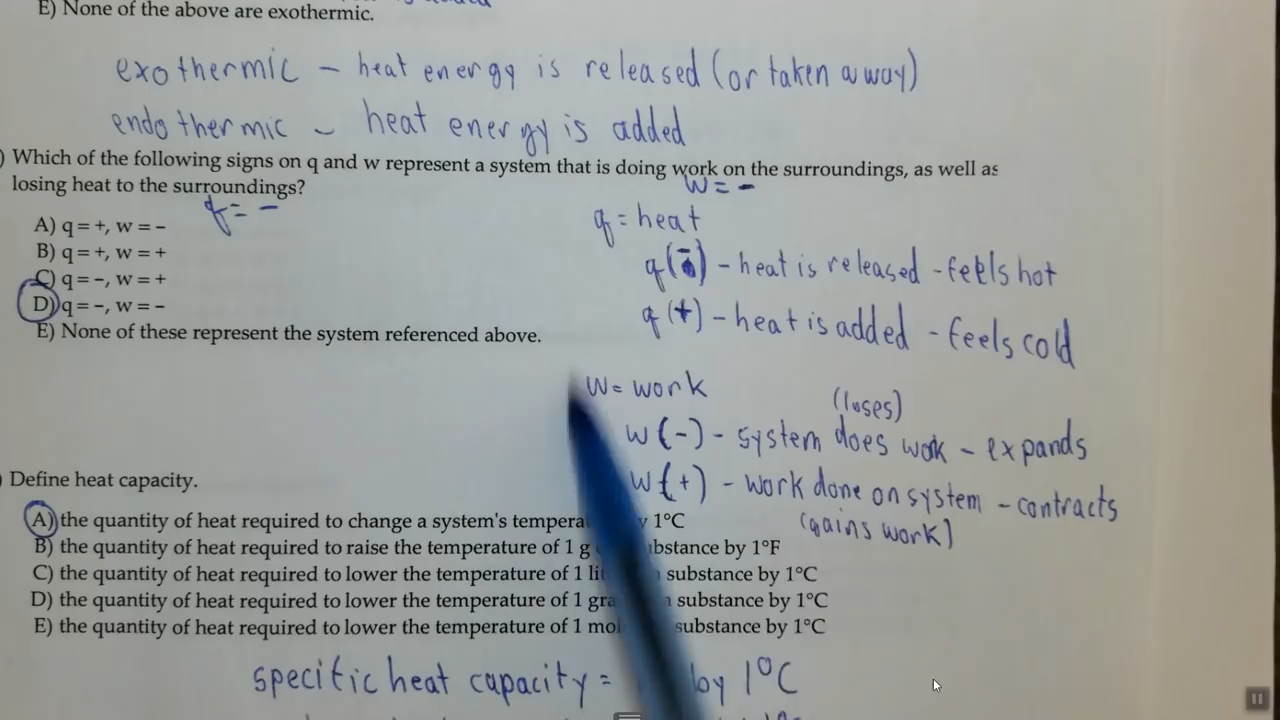 E) None of the above are exothermic.
exothermic – heat energy is released (or taken away)
endothermic – heat energy is added
) Which of the following signs on q and w represent a system that is doing work on the surroundings, as well as
losing heat to the surroundings?
w = -
q = -
A) q = +, w = −
B) q = +, w = +
C) q = −, w = +
D) q = −, w = −
E) None of these represent the system referenced above.
q = heat
q(-) – heat is released - feels hot
q(+) – heat is added - feels cold
w = work
(loses)
w(-) - system does work - expands
w(+) - work done on system - contracts
(gains work)
) Define heat capacity.
A) the quantity of heat required to change a system's 1°C
B) the quantity of heat required to raise the temperature of 1 g by 1°F
C) the quantity of heat required to lower the temperature of 1 substance by 1°C
D) the quantity of heat required to lower the temperature of 1 substance by 1°C
E) the quantity of heat required to lower the temperature of 1 substance by 1°C
specific heat capacity = by 1°C